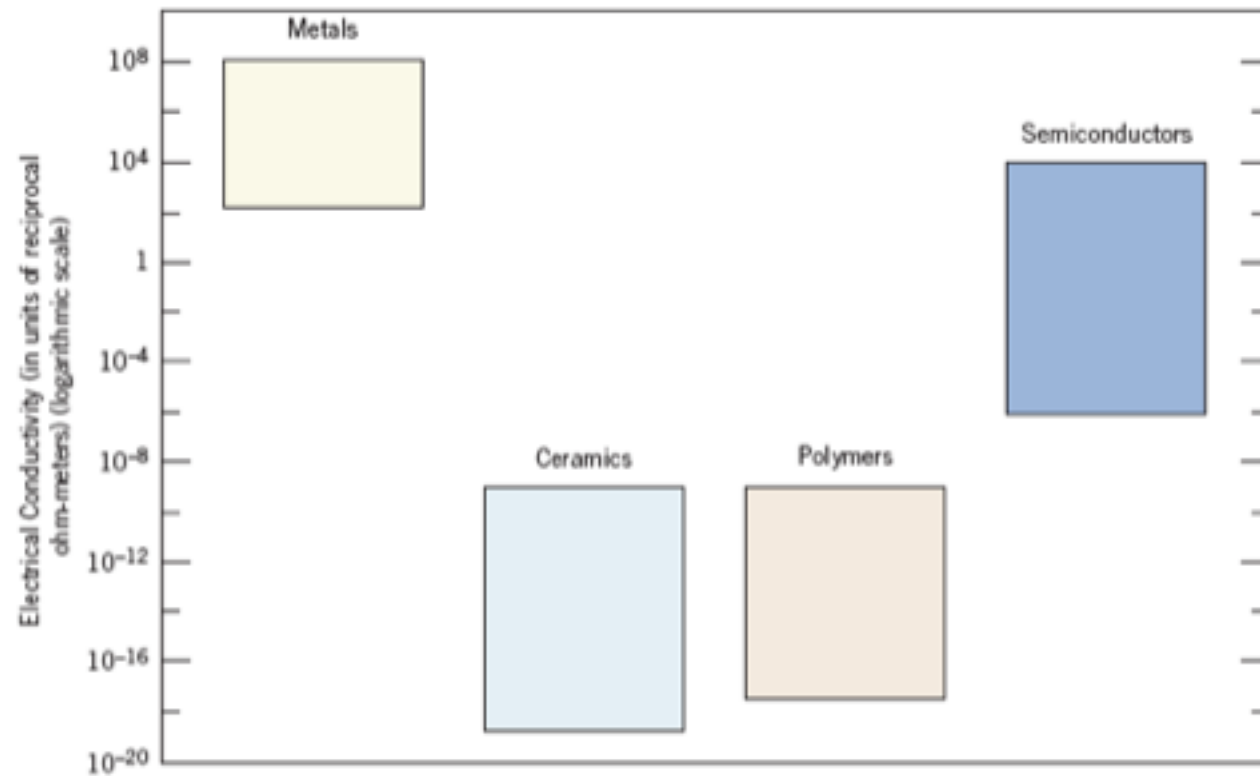 Metals
10⁸
Semiconductors
10⁴
1
10⁻⁴
Ceramics
Polymers
10⁻⁸
10⁻¹²
10⁻¹⁶
10⁻²⁰
Electrical Conductivity (in units of reciprocal
ohm-meters) (logarithmic scale)